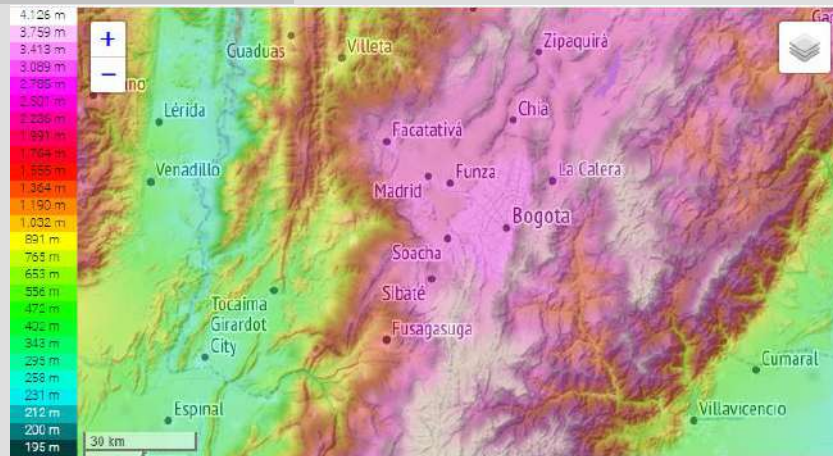 4.126 m
3.759 m
3.413 m
3.089 m
2.785 m
2.501 m
2.236 m
1.991 m
1.764 m
1.555 m
1.364 m
1.190 m
1.032 m
891 m
765 m
653 m
556 m
472 m
402 m
343 m
295 m
258 m
231 m
212 m
200 m
195 m
+
−
Guaduas
Villeta
Zipaquirá
Lérida
Chía
Facatativá
Venadillo
Madrid
Funza
La Calera
Bogota
Soacha
Sibaté
Tocaima
Girardot
City
Fusagasuga
Cumaral
Espinal
Villavicencio
30 km